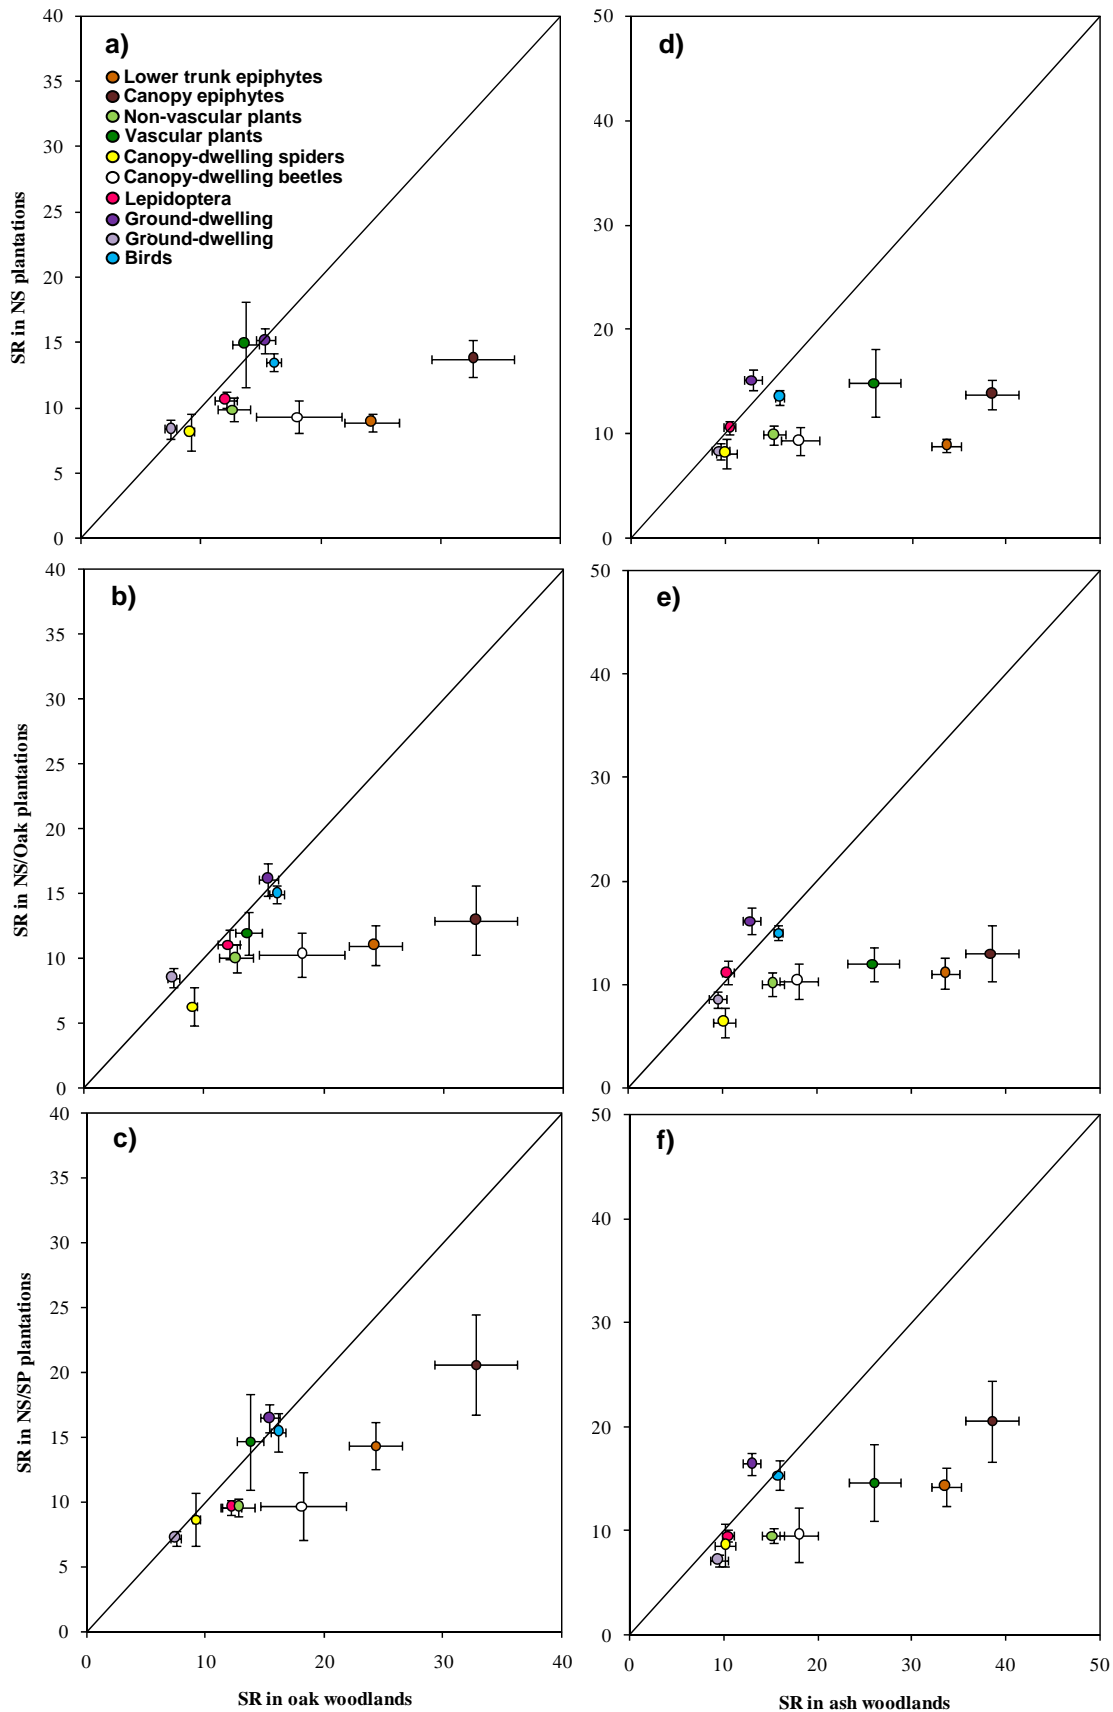 a)
Lower trunk epiphytes
Canopy epiphytes
Non-vascular plants
Vascular plants
Canopy-dwelling spiders
Canopy-dwelling beetles
Lepidoptera
Ground-dwelling
Ground-dwelling
Birds
SR in NS plantations
40
35
30
25
20
15
10
5
0
d)
50
40
30
20
10
0
b)
SR in NS/Oak plantations
40
35
30
25
20
15
10
5
0
e)
50
40
30
20
10
0
c)
SR in NS/SP plantations
40
35
30
25
20
15
10
5
0
0 10 20 30 40
SR in oak woodlands
f)
50
40
30
20
10
0
0 10 20 30 40 50
SR in ash woodlands